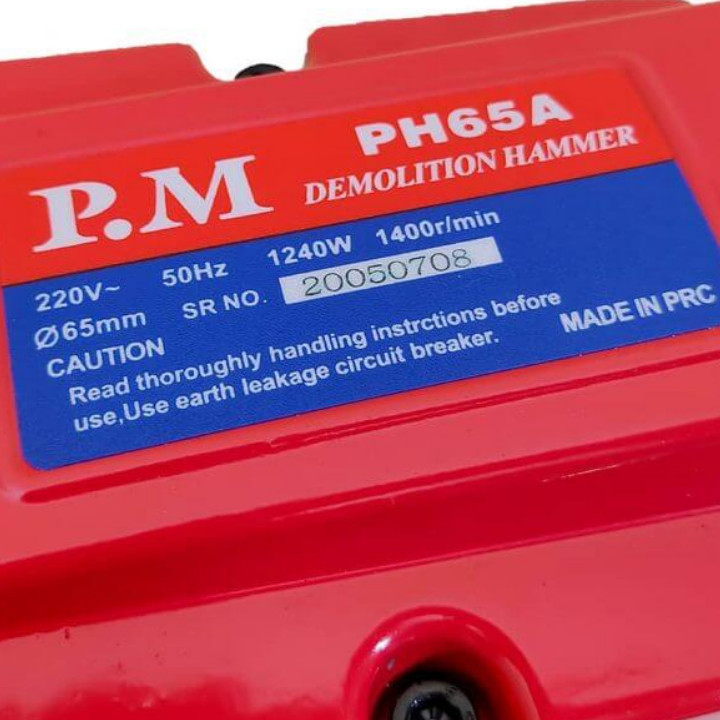 PH65A
P.M DEMOLITION HAMMER
220V~ 50Hz 1240W 1400r/min
Ø65mm SR NO. 20050708
CAUTION
Read thoroughly handling instrctions before
use,Use earth leakage circuit breaker.
MADE IN PRC